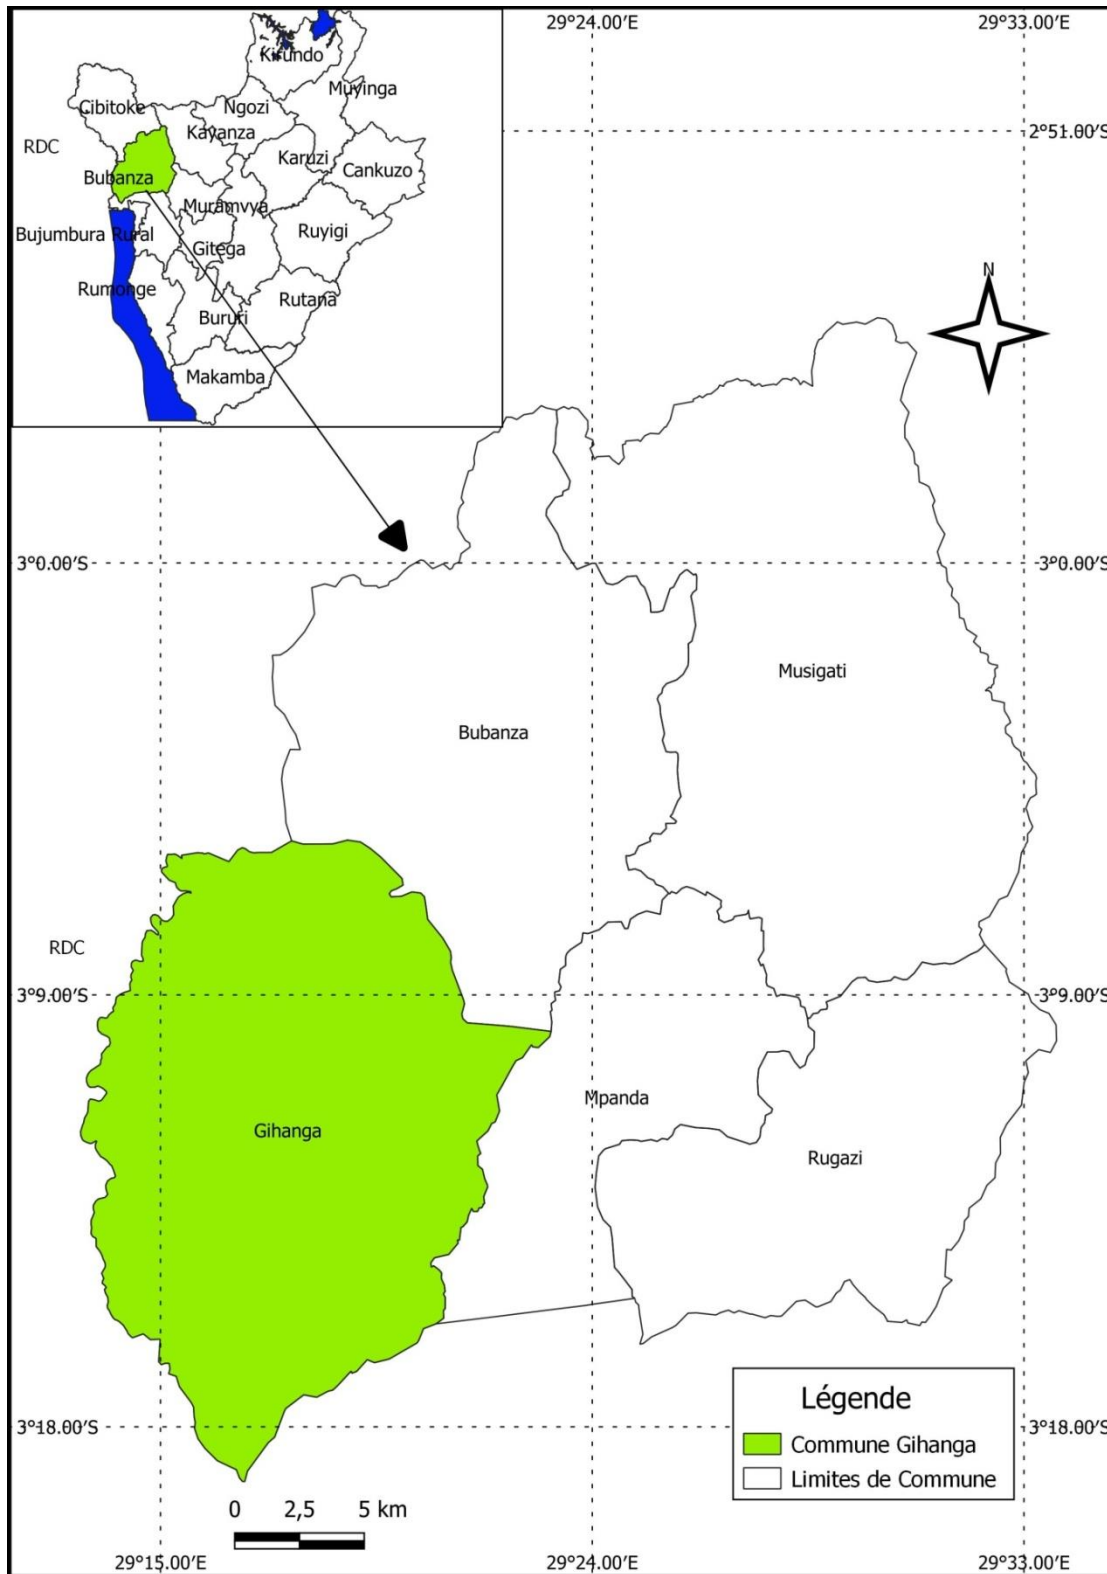 29°24.00′E
29°33.00′E
Kirundo
Muyinga
Cibitoke
Ngozi
Kayanza
2°51.00′S
RDC
Karuzi
Cankuzo
Bubanza
Muramvya
Bujumbura Rural
Ruyigi
Gitega
N
Rumonge
Rutana
Bururi
Makamba
3°0.00′S
3°0.00′S
Musigati
Bubanza
RDC
3°9.00′S
3°9.00′S
Mpanda
Gihanga
Rugazi
Légende
Commune Gihanga
Limites de Commune
3°18.00′S
3°18.00′S
0 2,5 5 km
29°15.00′E
29°24.00′E
29°33.00′E